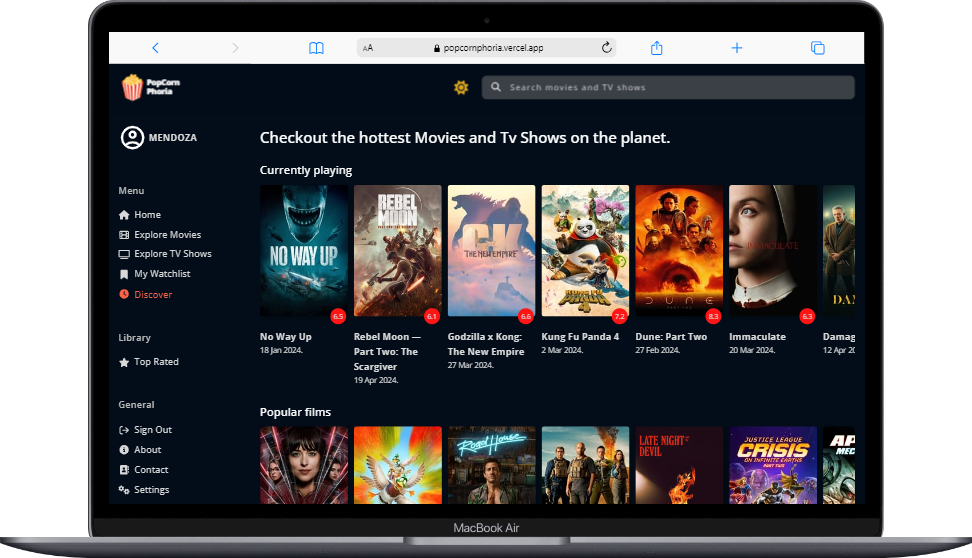 AA
popcornphoria.vercel.app
PopCorn
Phoria
Search movies and TV shows
MENDOZA
Checkout the hottest Movies and Tv Shows on the planet.
Menu
Home
Explore Movies
Explore TV Shows
My Watchlist
Discover
Library
Top Rated
General
Sign Out
About
Contact
Settings
Currently playing
NO WAY UP
REBEL
MOON
GK
THE NEW EMPIRE
KUNG FU
PANDA
4
DUNE
IMMACULATE
DAM
6.5
6.1
6.6
7.2
8.3
6.3
No Way Up
18 Jan 2024.
Rebel Moon —
Part Two: The
Scargiver
19 Apr 2024.
Godzilla x Kong:
The New Empire
27 Mar 2024.
Kung Fu Panda 4
2 Mar 2024.
Dune: Part Two
27 Feb 2024.
Immaculate
20 Mar 2024.
Damag
12 Apr 20
Popular films
Road House
LATE NIGHT
DEVIL
JUSTICE LEAGUE
CRISIS
ON INFINITE EARTHS
PART TWO
AP
MEC
MacBook Air